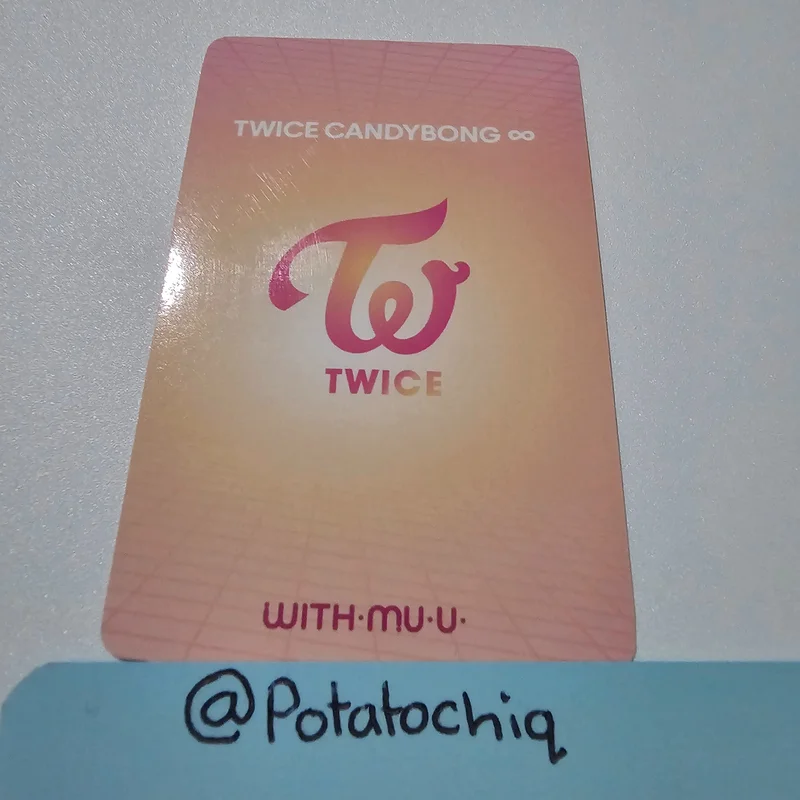 TWICE CANDYBONG ∞
TW
TWICE
WITH·MU·U·
@Potatochiq